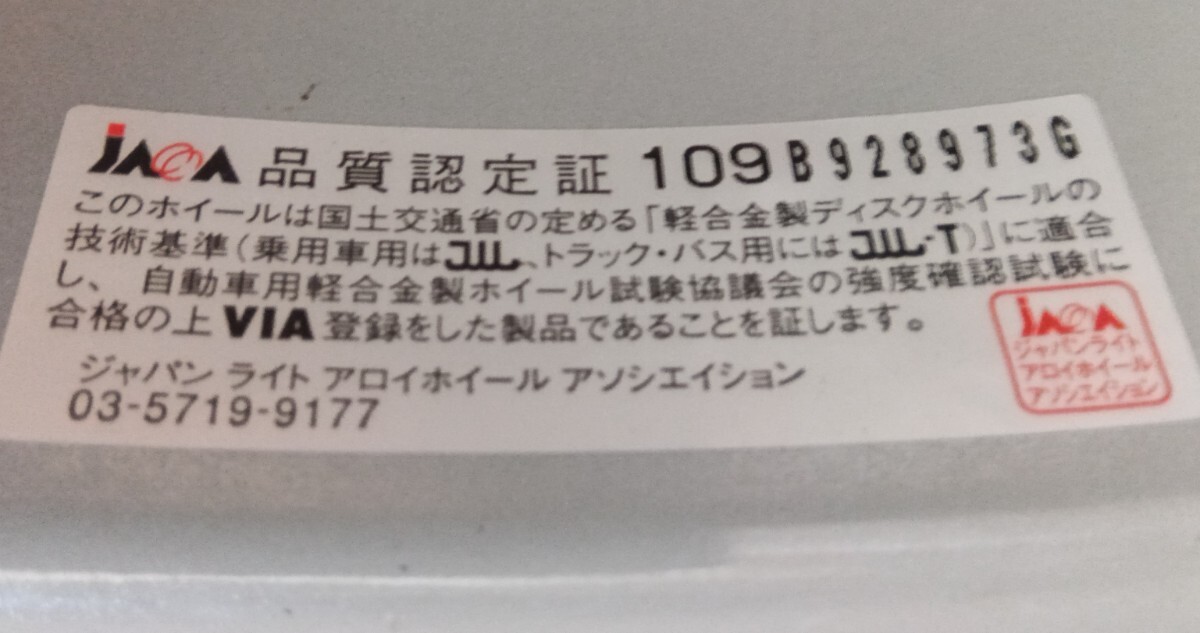 JAWA 品質認定証 109 B928973G
このホイールは国土交通省の定める「軽合金製ディスクホイールの
技術基準(乗用車用はJWL、トラック・バス用にはJWL-T)」に適合
し、自動車用軽合金製ホイール試験協議会の強度確認試験に
合格の上VIA登録をした製品であることを証します。
ジャパン ライト アロイホイール アソシエイション
03-5719-9177
JAWA
ジャパンライト
アロイホイール
アソシエイション